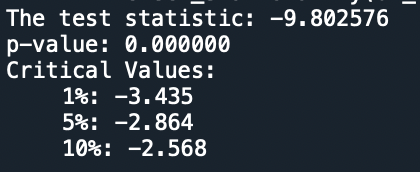 The test statistic: -9.802576
p-value: 0.000000
Critical Values:
    1%: -3.435
    5%: -2.864
    10%: -2.568